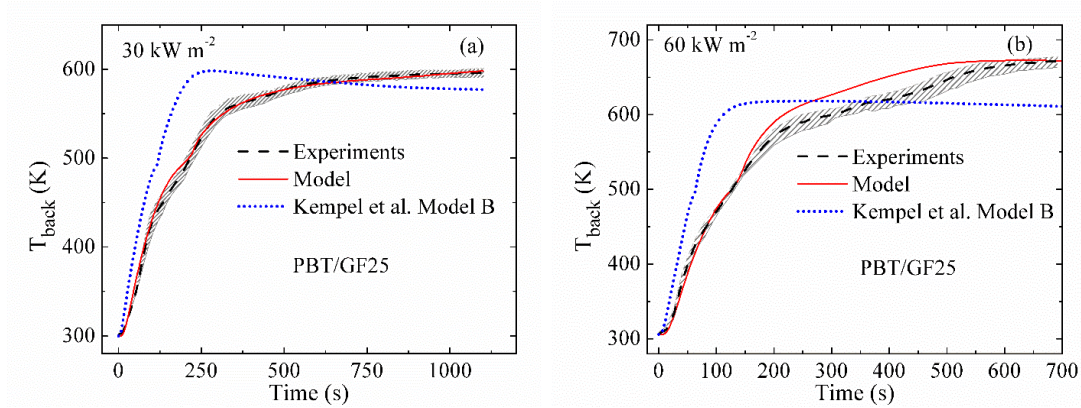 30 kW m⁻²
(a)
600
500
400
300
T_back (K)
Experiments
Model
Kempel et al. Model B
PBT/GF25
0
250
500
750
1000
Time (s)
60 kW m⁻²
(b)
700
600
500
400
300
T_back (K)
Experiments
Model
Kempel et al. Model B
PBT/GF25
0
100
200
300
400
500
600
700
Time (s)